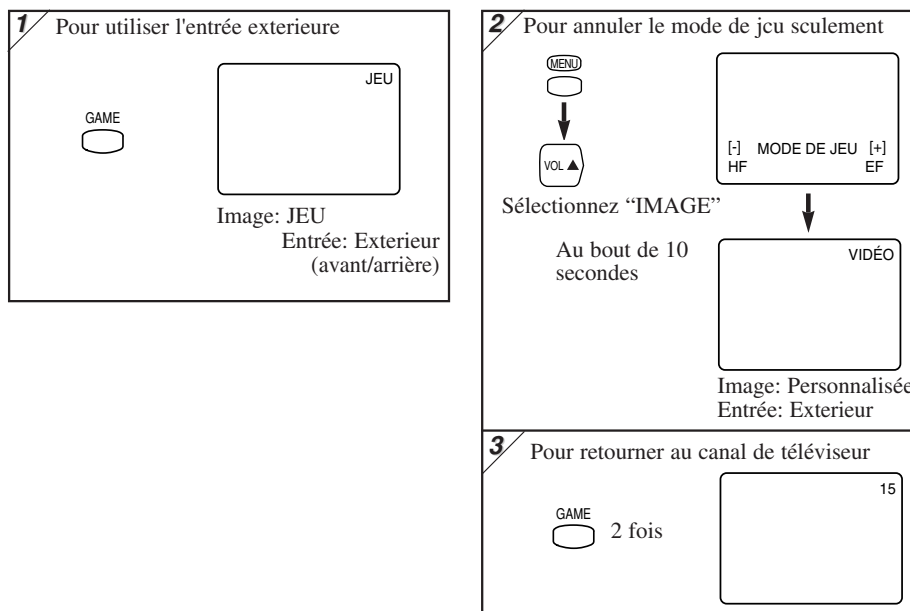 1 Pour utiliser l'entrée exterieure
GAME
JEU
Image: JEU
Entrée: Exterieur
(avant/arrière)
2 Pour annuler le mode de jcu sculement
MENU
VOL ▲
[-] MODE DE JEU [+]
HF EF
Sélectionnez “IMAGE”
Au bout de 10
secondes
VIDÉO
Image: Personnalisée
Entrée: Exterieur
3 Pour retourner au canal de téléviseur
GAME
2 fois
15